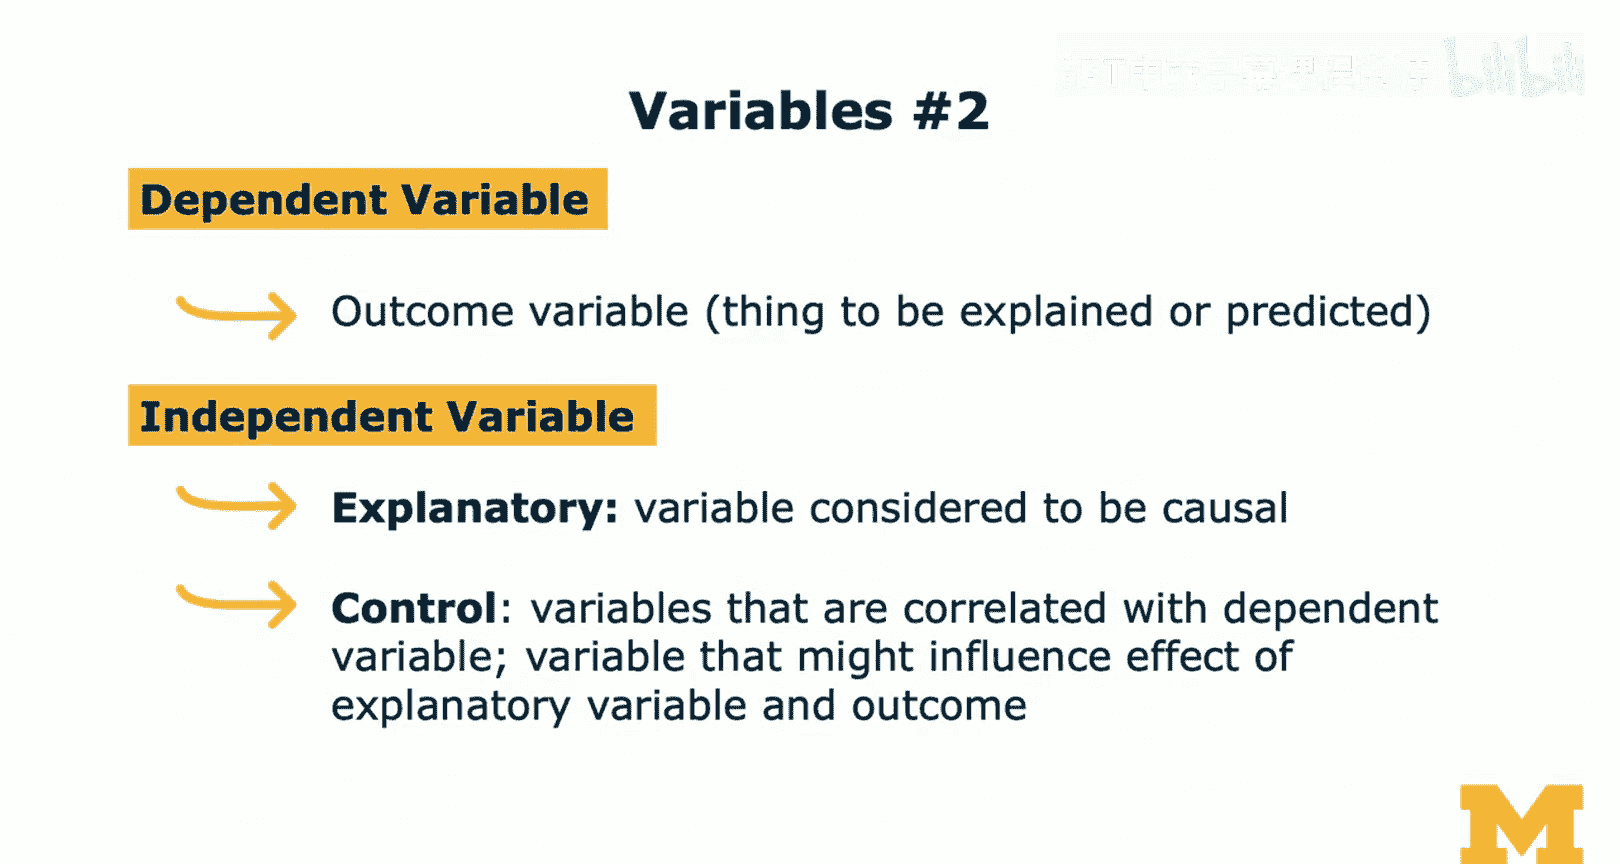 bilibili
Variables #2
Dependent Variable
Outcome variable (thing to be explained or predicted)
Independent Variable
Explanatory: variable considered to be causal
Control: variables that are correlated with dependent
variable; variable that might influence effect of
explanatory variable and outcome
M